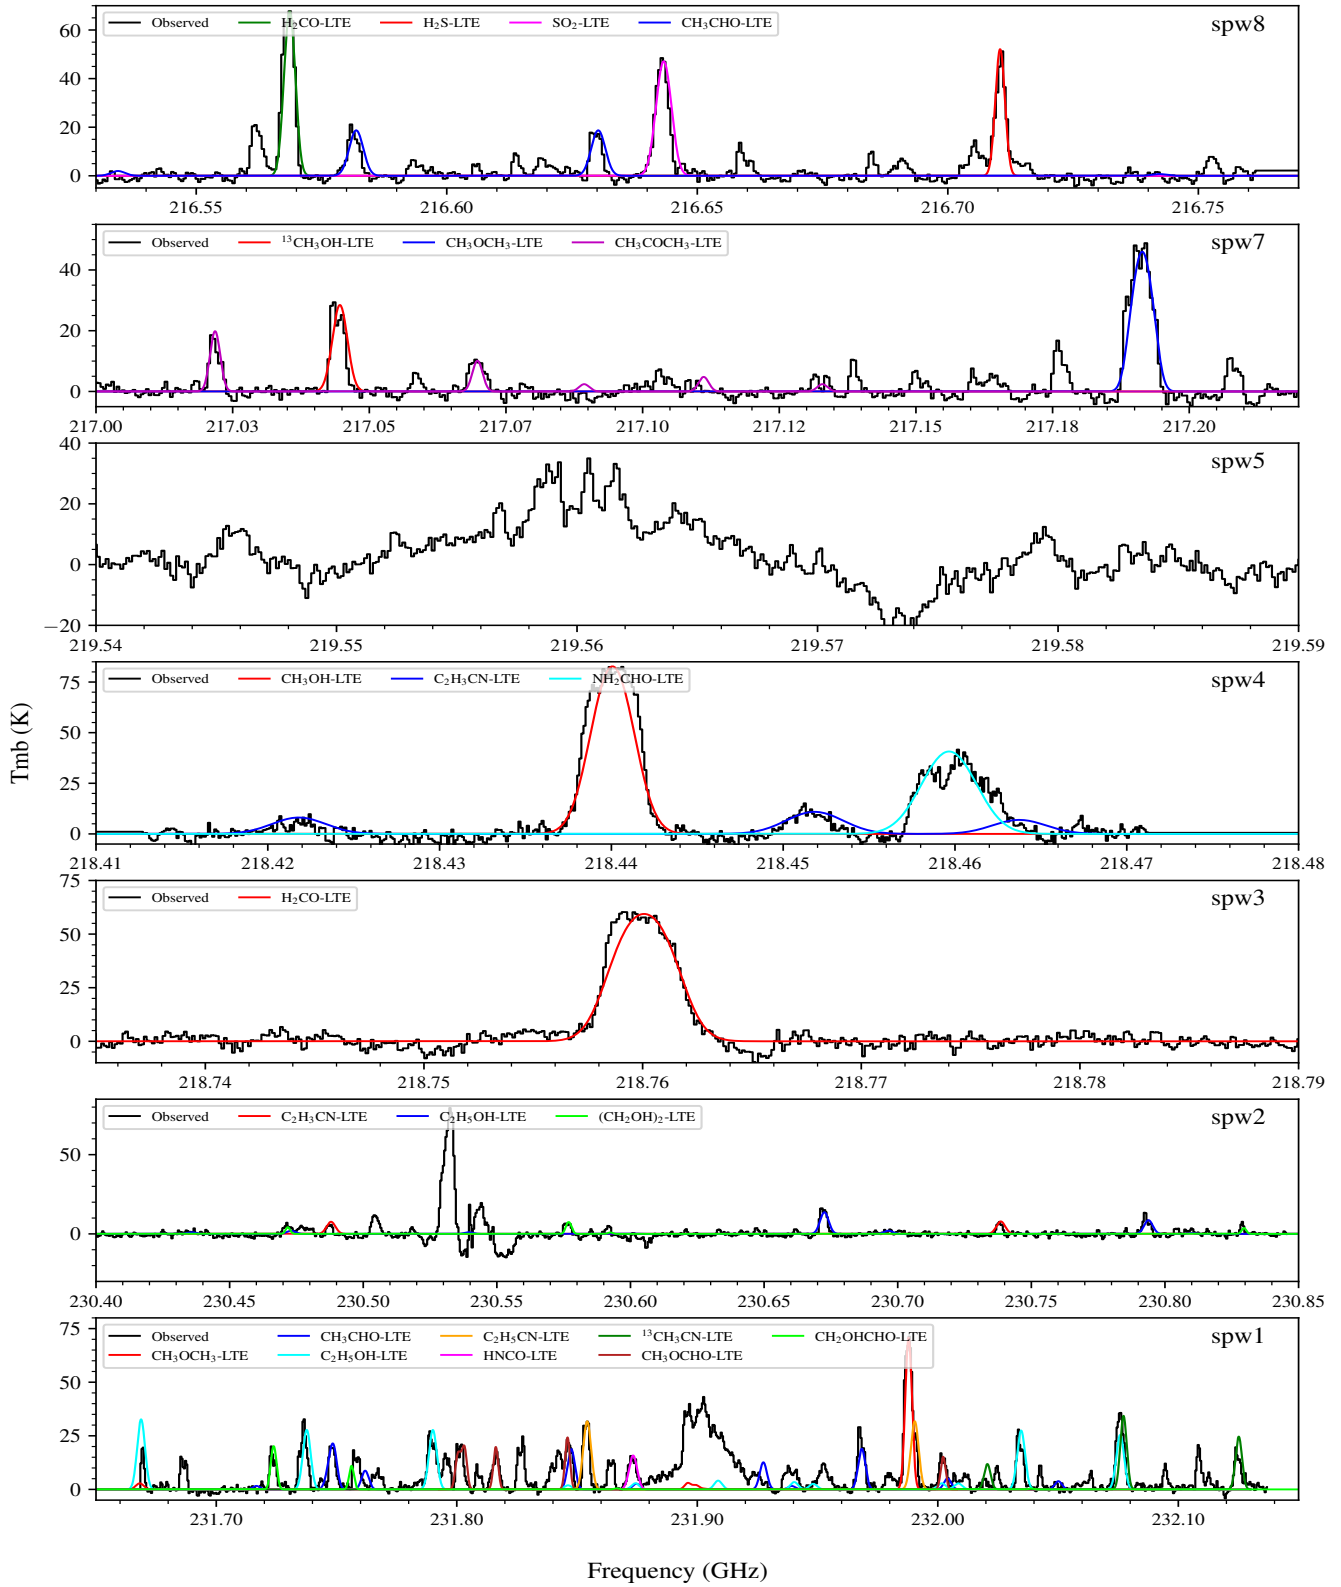 spw8
Observed H₂CO-LTE H₂S-LTE SO₂-LTE CH₃CHO-LTE
60
40
20
0
216.55 216.60 216.65 216.70 216.75
spw7
Observed ¹³CH₃OH-LTE CH₃OCH₃-LTE CH₃COCH₃-LTE
40
20
0
217.00 217.03 217.05 217.07 217.10 217.12 217.15 217.18 217.20
spw5
40
20
0
−20
219.54 219.55 219.56 219.57 219.58 219.59
spw4
Observed CH₃OH-LTE C₂H₃CN-LTE NH₂CHO-LTE
75
50
25
0
218.41 218.42 218.43 218.44 218.45 218.46 218.47 218.48
Tmb (K)
spw3
Observed H₂CO-LTE
75
50
25
0
218.74 218.75 218.76 218.77 218.78 218.79
spw2
Observed C₂H₃CN-LTE C₂H₅OH-LTE (CH₂OH)₂-LTE
50
0
230.40 230.45 230.50 230.55 230.60 230.65 230.70 230.75 230.80 230.85
spw1
Observed CH₃CHO-LTE C₂H₅CN-LTE ¹³CH₃CN-LTE CH₂OHCHO-LTE
CH₃OCH₃-LTE C₂H₅OH-LTE HNCO-LTE CH₃OCHO-LTE
75
50
25
0
231.70 231.80 231.90 232.00 232.10
Frequency (GHz)